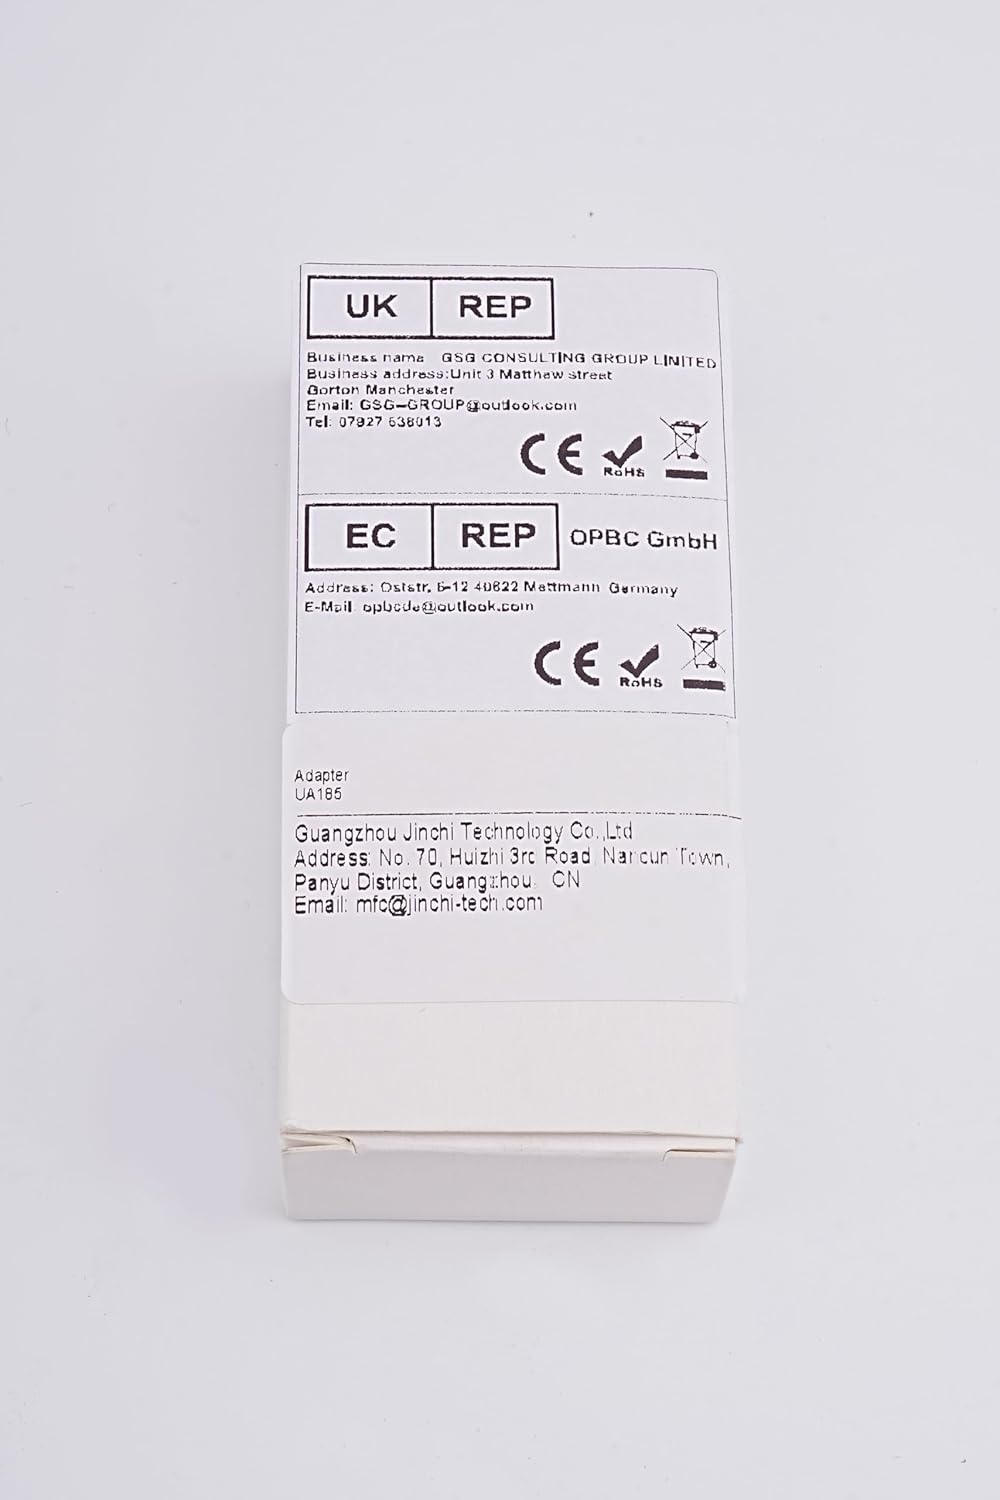 UK REP
Business name GSG CONSULTING GROUP LINITED
Business address:Unit 3 Matthew street
Gorton Manchester
Email: GSG-GROUP@outlook.com
Tel: 07927 638013
CE RoHS
EC REP OPBC GmbH
Address: Oststr. 6-12 40822 Mettmann Germany
E-Mail: opbcde@outlook.com
CE RoHS
Adapter
UA185
Guangzhou Jinchi Technology Co.,Ltd
Address: No. 70, Huizhi 3rd Road, Nancun Town,
Panyu District, Guangzhou, CN
Email: mfc@jinchi-tech.com